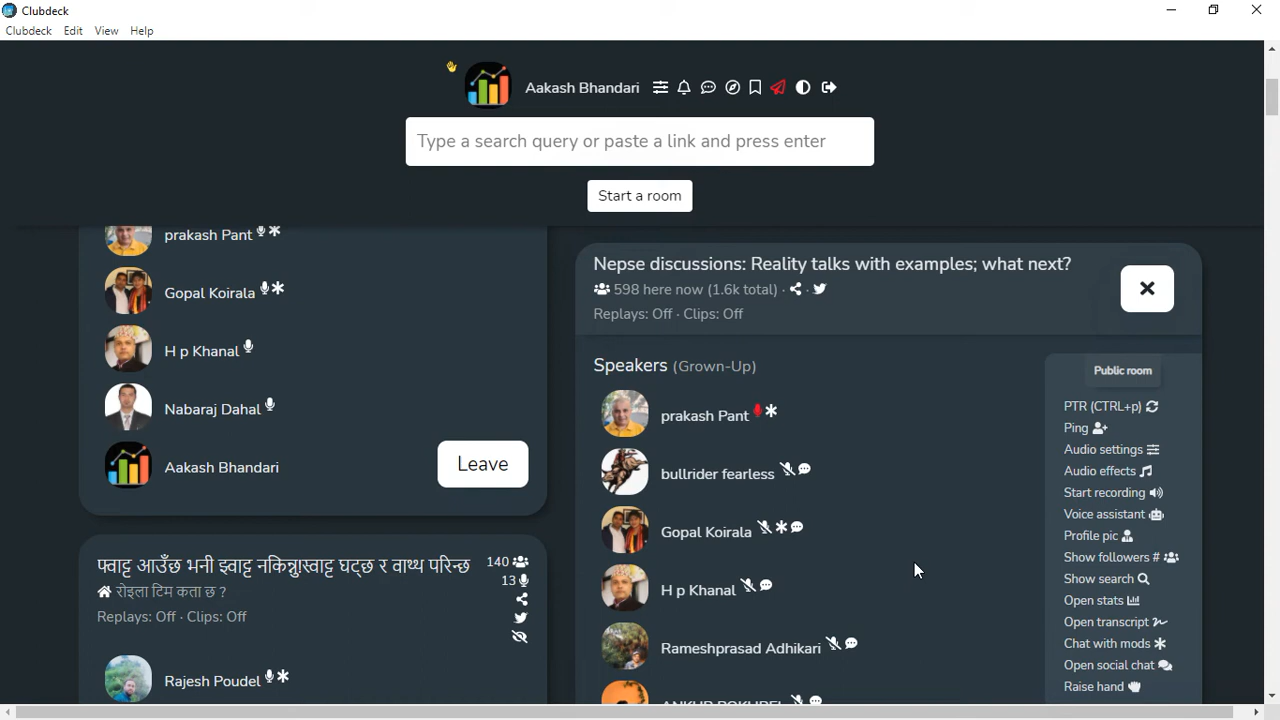 Clubdeck
Clubdeck Edit View Help
Aakash Bhandari
Type a search query or paste a link and press enter
Start a room
prakash Pant
Gopal Koirala
H p Khanal
Nabaraj Dahal
Aakash Bhandari
Leave
फ्वाट्ट आउँछ भनी झ्वाट्ट नकिन्नुास्वाट्ट घट्छ र वाथ्थ परिन्छ
140
13
रोइला टिम कता छ ?
Replays: Off · Clips: Off
Rajesh Poudel
Nepse discussions: Reality talks with examples; what next?
598 here now (1.6k total) ·
Replays: Off · Clips: Off
Speakers (Grown-Up)
prakash Pant
bullrider fearless
Gopal Koirala
H p Khanal
Rameshprasad Adhikari
ANKUR POKHREL
Public room
PTR (CTRL+p)
Ping
Audio settings
Audio effects
Start recording
Voice assistant
Profile pic
Show followers #
Show search
Open stats
Open transcript
Chat with mods
Open social chat
Raise hand